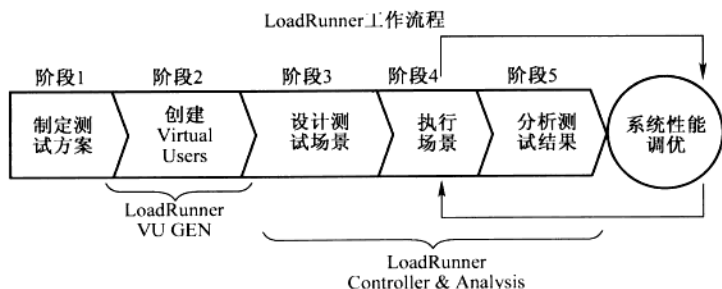 LoadRunner工作流程
阶段1
阶段2
阶段3
阶段4
阶段5
制定测
试方案
创建
Virtual
Users
设计测
试场景
执行
场景
分析测
试结果
系统性能
调优
LoadRunner
VU GEN
LoadRunner
Controller & Analysis